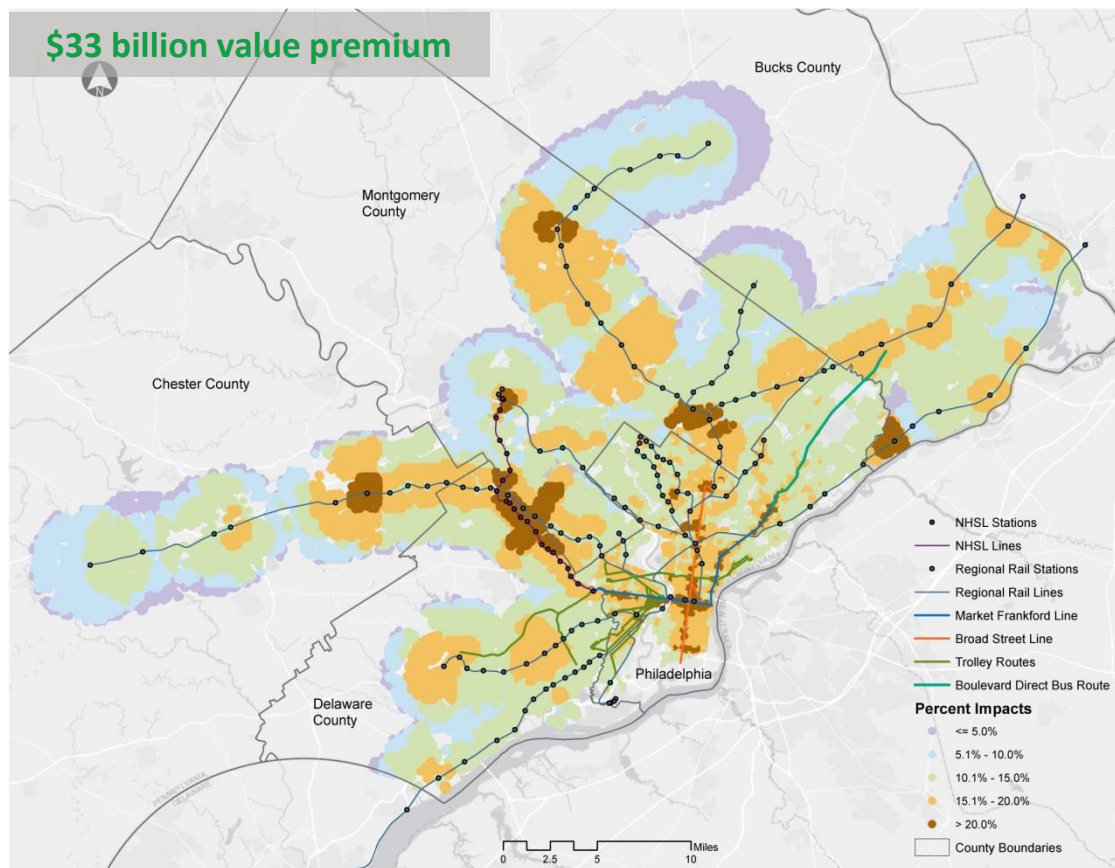 $33 billion value premium
N
Bucks County
Montgomery
County
Chester County
Delaware
County
Philadelphia
PENNSYLVANIA
DELAWARE
NHSL Stations
NHSL Lines
Regional Rail Stations
Regional Rail Lines
Market Frankford Line
Broad Street Line
Trolley Routes
Boulevard Direct Bus Route
Percent Impacts
<= 5.0%
5.1% - 10.0%
10.1% - 15.0%
15.1% - 20.0%
> 20.0%
County Boundaries
Miles
0 2.5 5 10